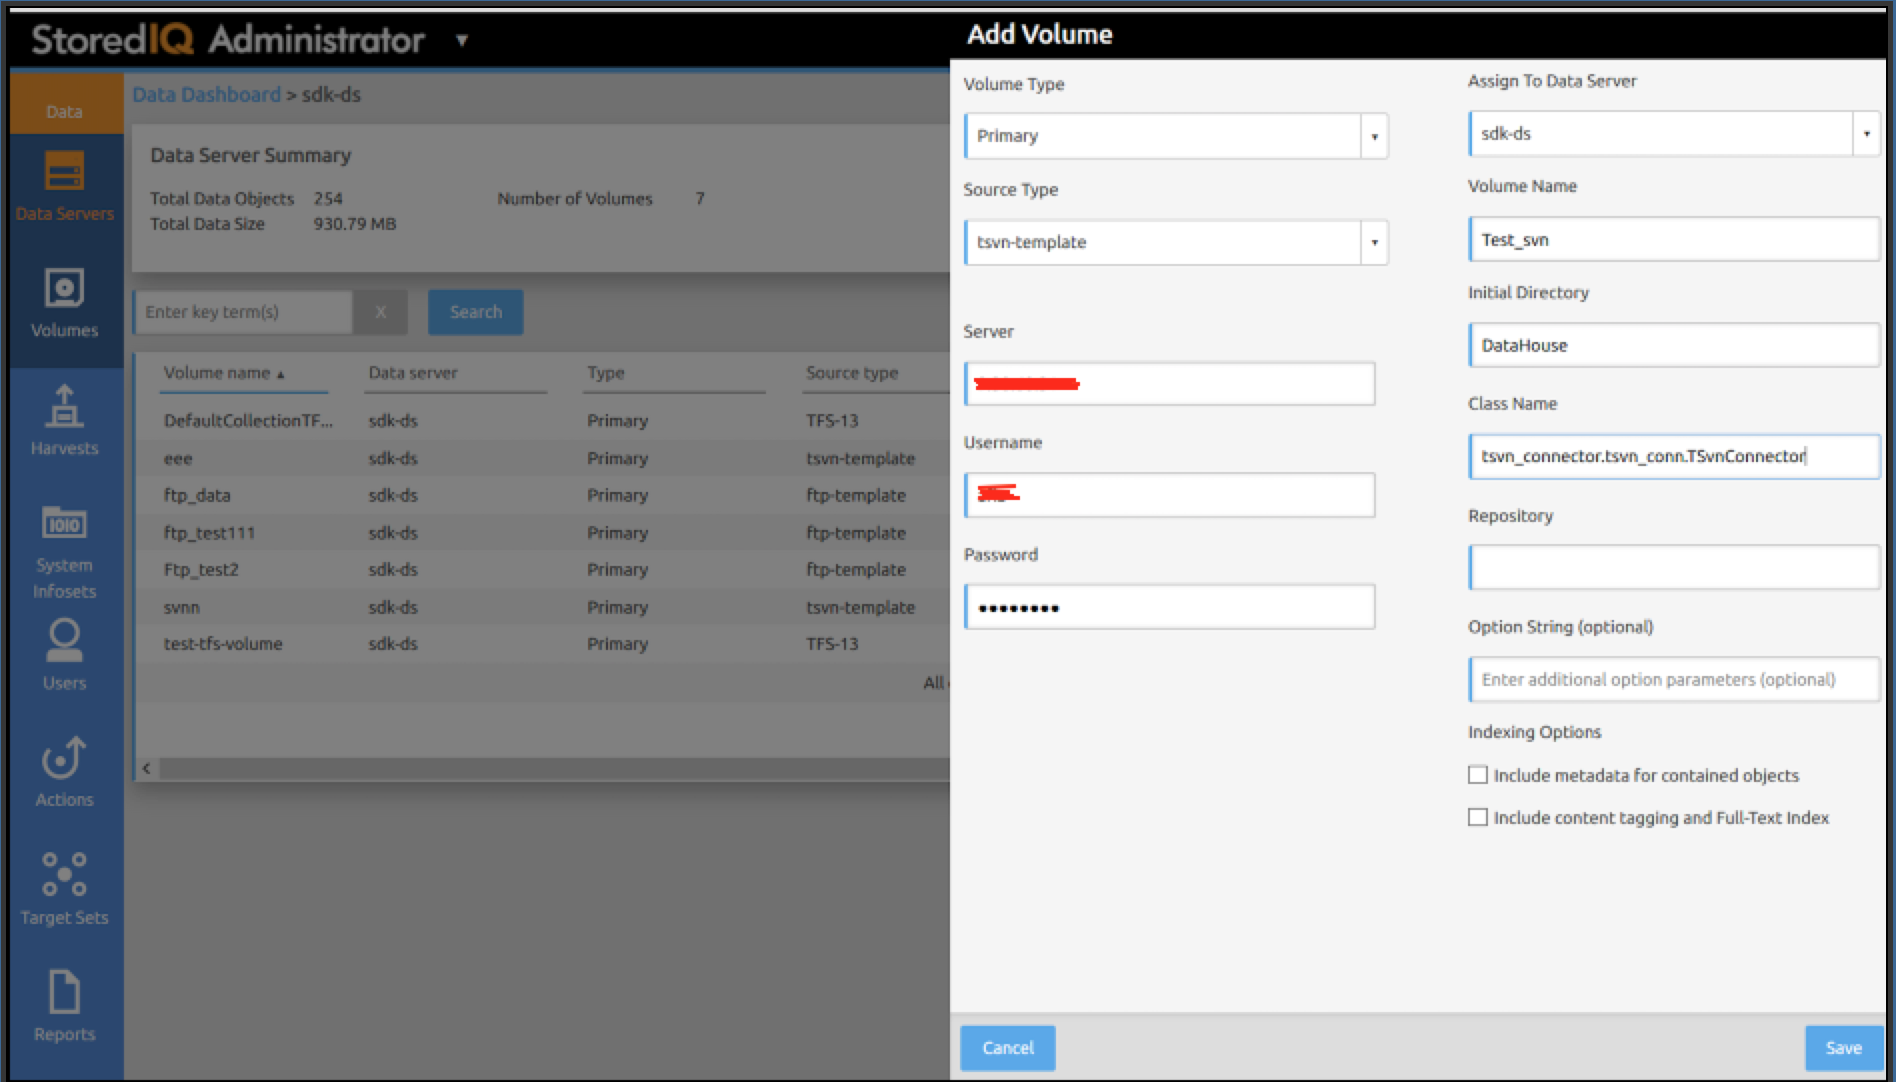 StoredIQ Administrator ▼
Data
Data Servers
Volumes
Harvests
System
Infosets
Users
Actions
Target Sets
Reports
Data Dashboard > sdk-ds
Data Server Summary
Total Data Objects 254 Number of Volumes 7
Total Data Size 930.79 MB
Enter key term(s) X Search
Volume name ▲ Data server Type Source type
DefaultCollectionTF... sdk-ds Primary TFS-13
eee sdk-ds Primary tsvn-template
ftp_data sdk-ds Primary ftp-template
ftp_test111 sdk-ds Primary ftp-template
Ftp_test2 sdk-ds Primary ftp-template
svnn sdk-ds Primary tsvn-template
test-tfs-volume sdk-ds Primary TFS-13
All
Add Volume
Volume Type
Primary
Source Type
tsvn-template
Server
Username
Password
••••••••
Assign To Data Server
sdk-ds
Volume Name
Test_svn
Initial Directory
DataHouse
Class Name
tsvn_connector.tsvn_conn.TSvnConnector
Repository
Option String (optional)
Enter additional option parameters (optional)
Indexing Options
Include metadata for contained objects
Include content tagging and Full-Text Index
Cancel
Save